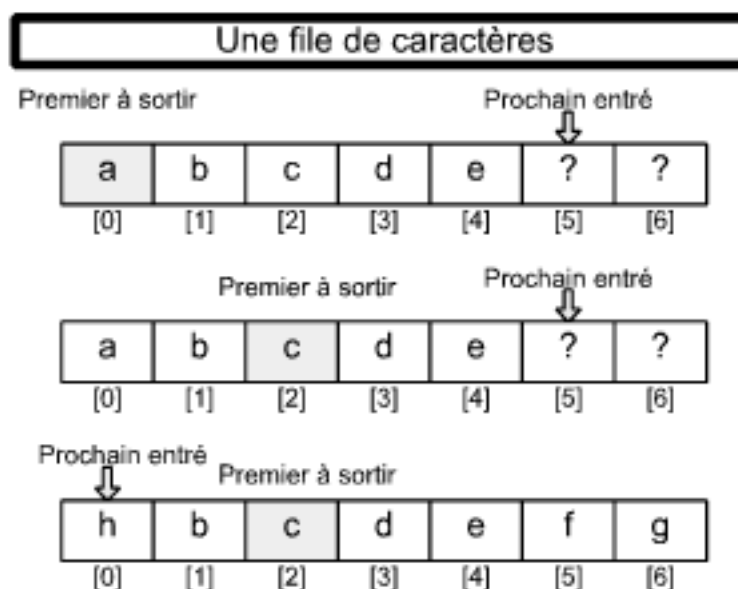 Une file de caractères
Premier à sortir Prochain entré
a b c d e ? ?
[0] [1] [2] [3] [4] [5] [6]
Premier à sortir Prochain entré
a b c d e ? ?
[0] [1] [2] [3] [4] [5] [6]
Prochain entré Premier à sortir
h b c d e f g
[0] [1] [2] [3] [4] [5] [6]